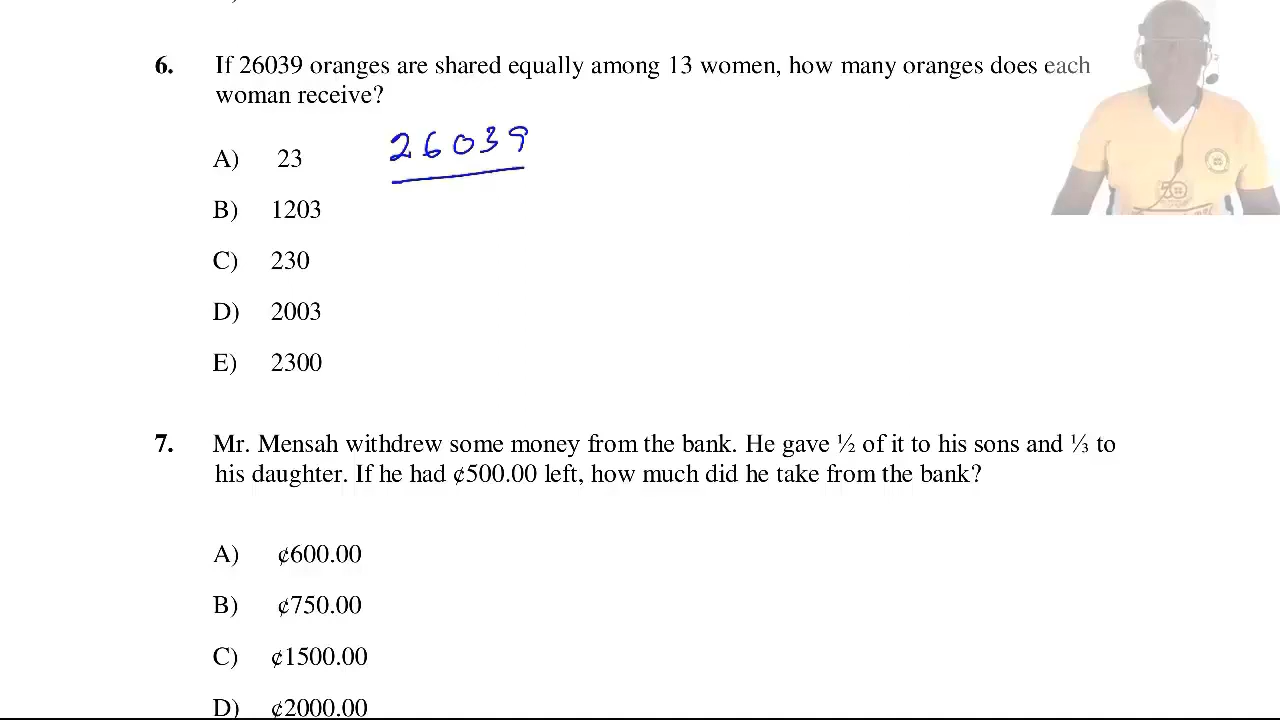 6. If 26039 oranges are shared equally among 13 women, how many oranges does each
woman receive?
26039
A) 23
B) 1203
C) 230
D) 2003
E) 2300
7. Mr. Mensah withdrew some money from the bank. He gave ½ of it to his sons and ⅓ to
his daughter. If he had ¢500.00 left, how much did he take from the bank?
A) ¢600.00
B) ¢750.00
C) ¢1500.00
D) ¢2000.00
50